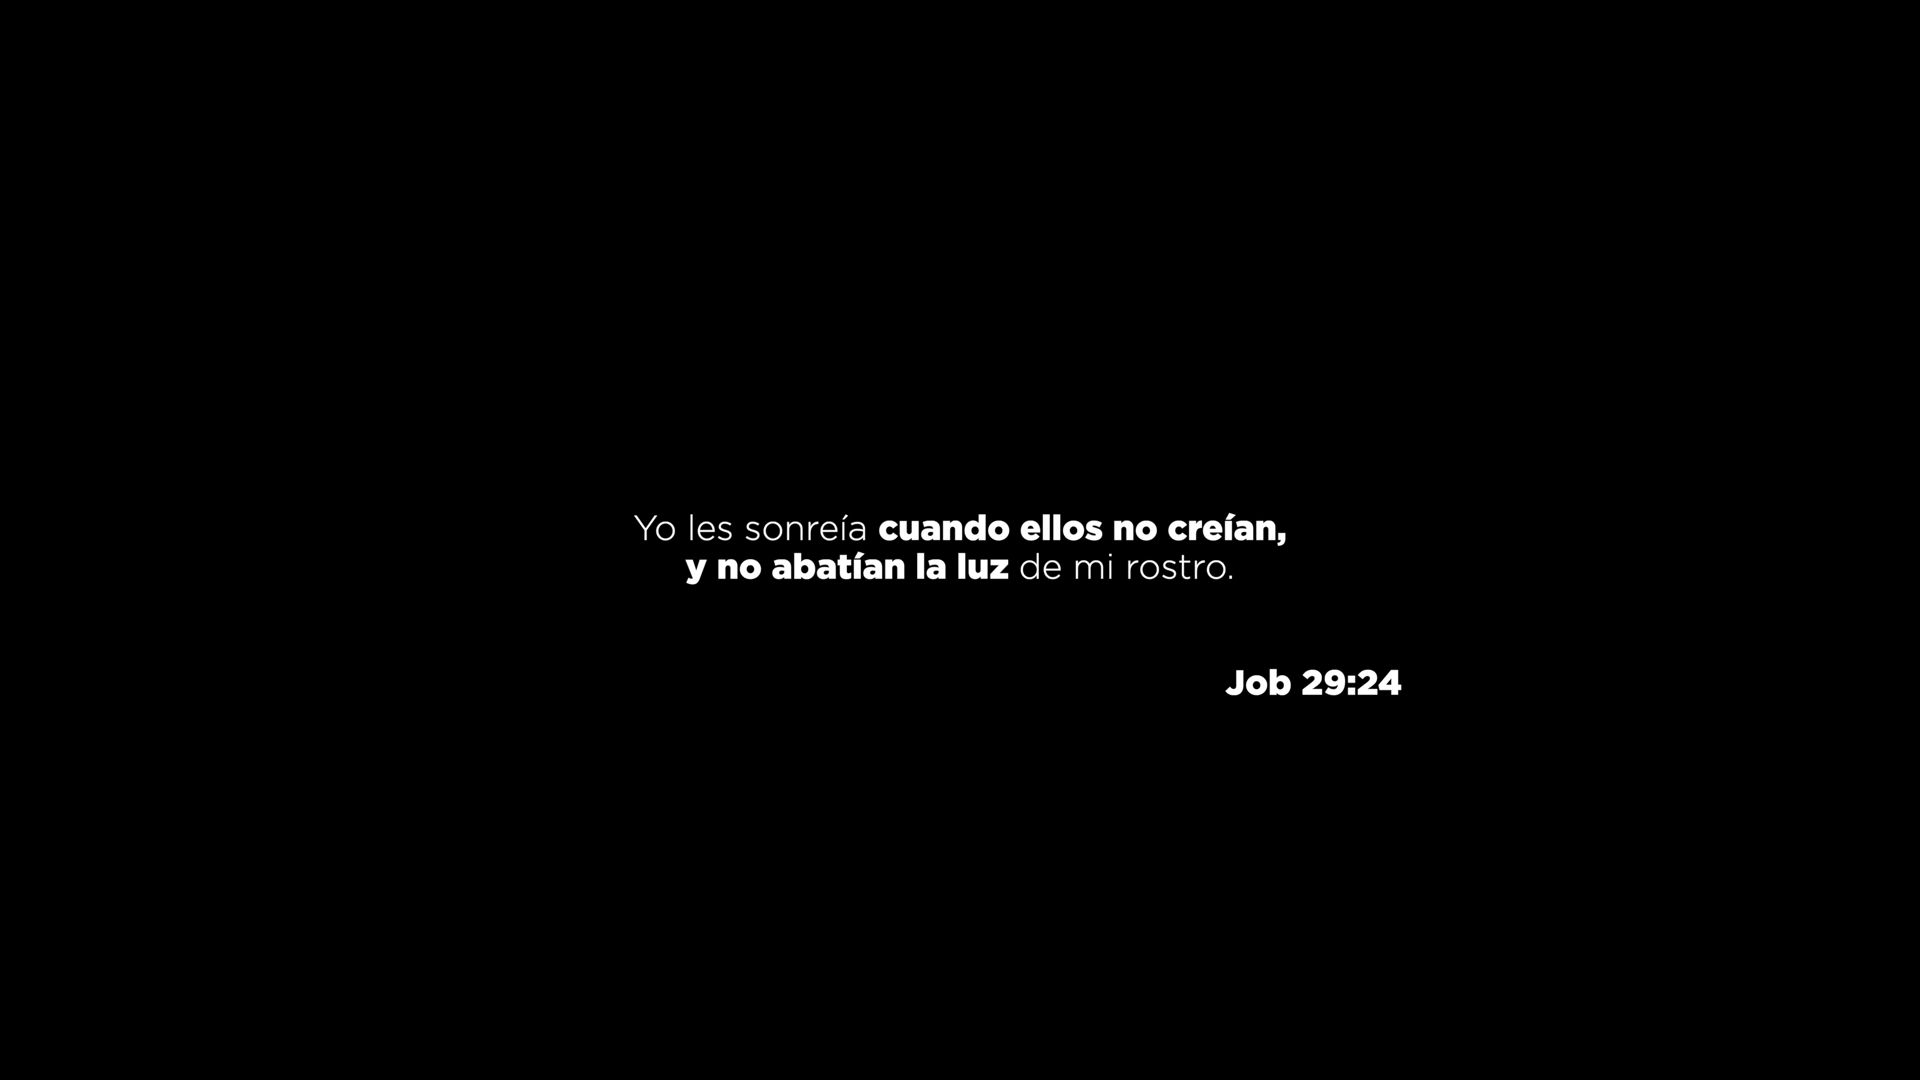 Yo les sonreía cuando ellos no creían,
y no abatían la luz de mi rostro.
Job 29:24